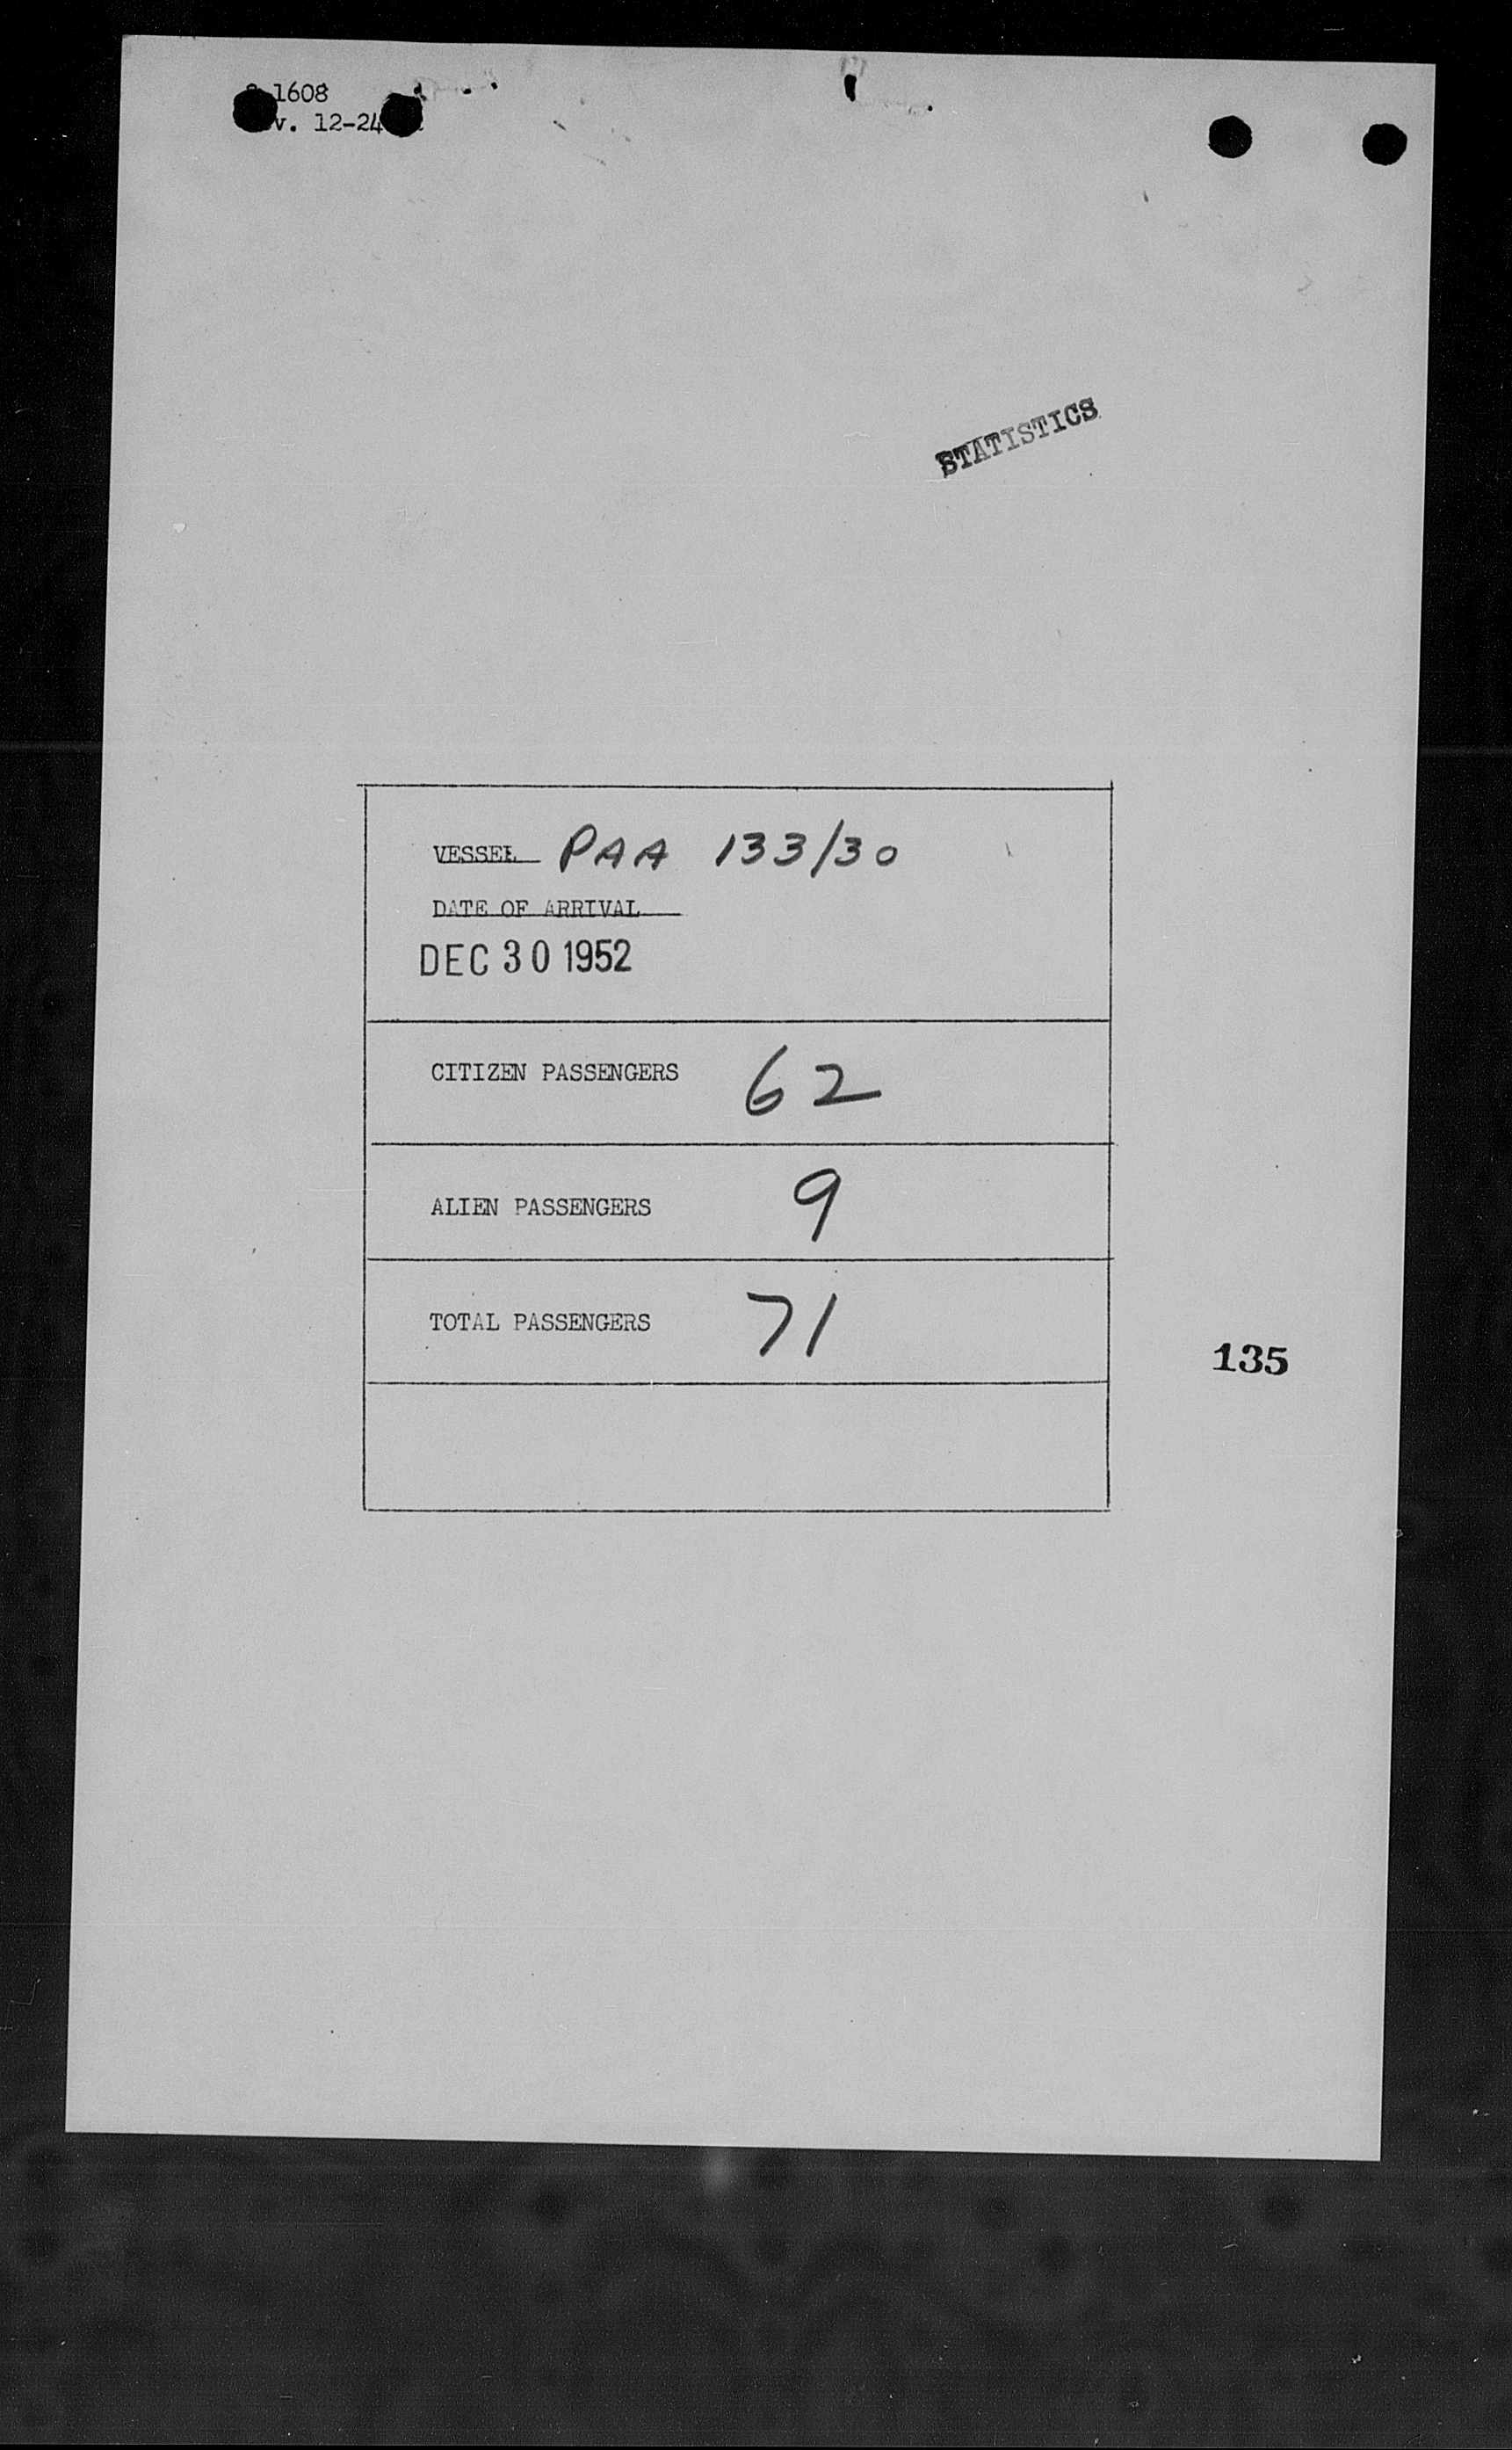 1608
v. 12-24
STATISTICS
VESSEL PAA 133/30
DATE OF ARRIVAL
DEC 30 1952
CITIZEN PASSENGERS 62
ALIEN PASSENGERS 9
TOTAL PASSENGERS 71
135